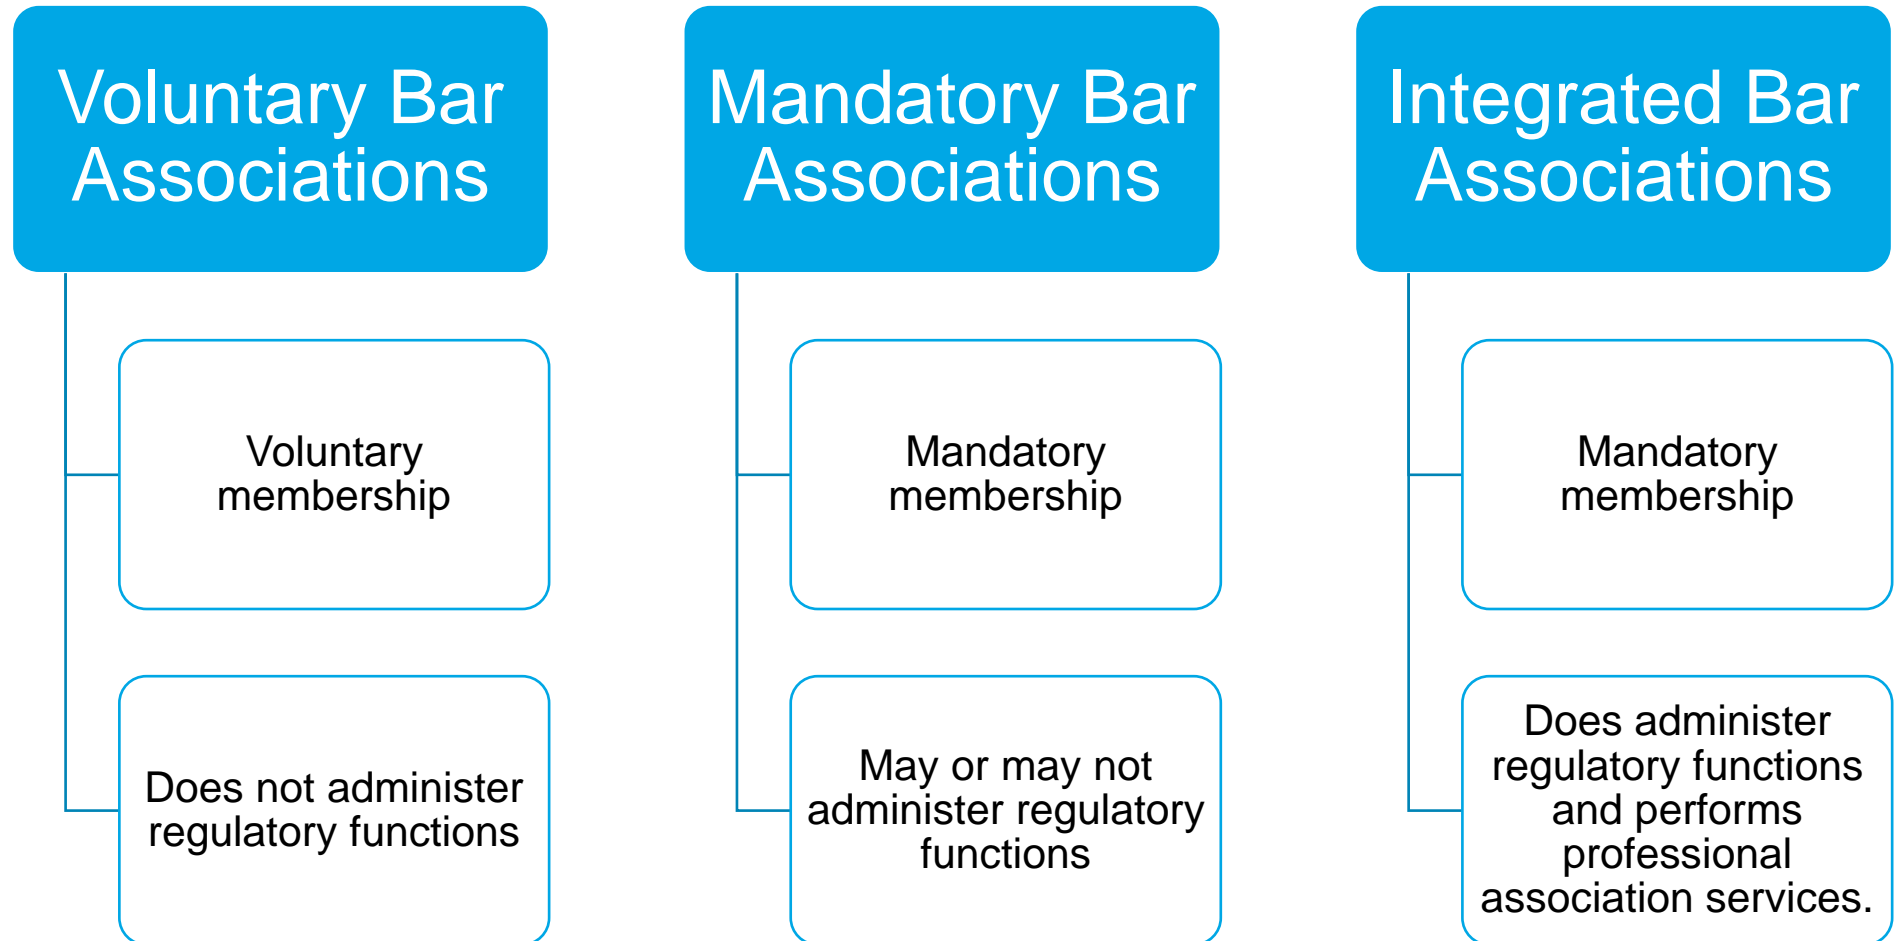 Voluntary Bar
Associations
Voluntary
membership
Does not administer
regulatory functions
Mandatory Bar
Associations
Mandatory
membership
May or may not
administer regulatory
functions
Integrated Bar
Associations
Mandatory
membership
Does administer
regulatory functions
and performs
professional
association services.